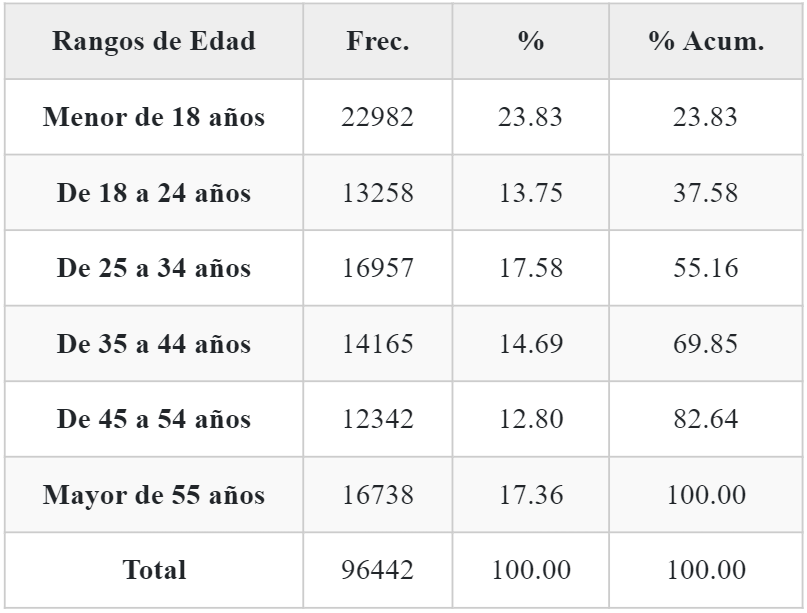 Rangos de Edad Frec. % % Acum.
Menor de 18 años 22982 23.83 23.83
De 18 a 24 años 13258 13.75 37.58
De 25 a 34 años 16957 17.58 55.16
De 35 a 44 años 14165 14.69 69.85
De 45 a 54 años 12342 12.80 82.64
Mayor de 55 años 16738 17.36 100.00
Total 96442 100.00 100.00